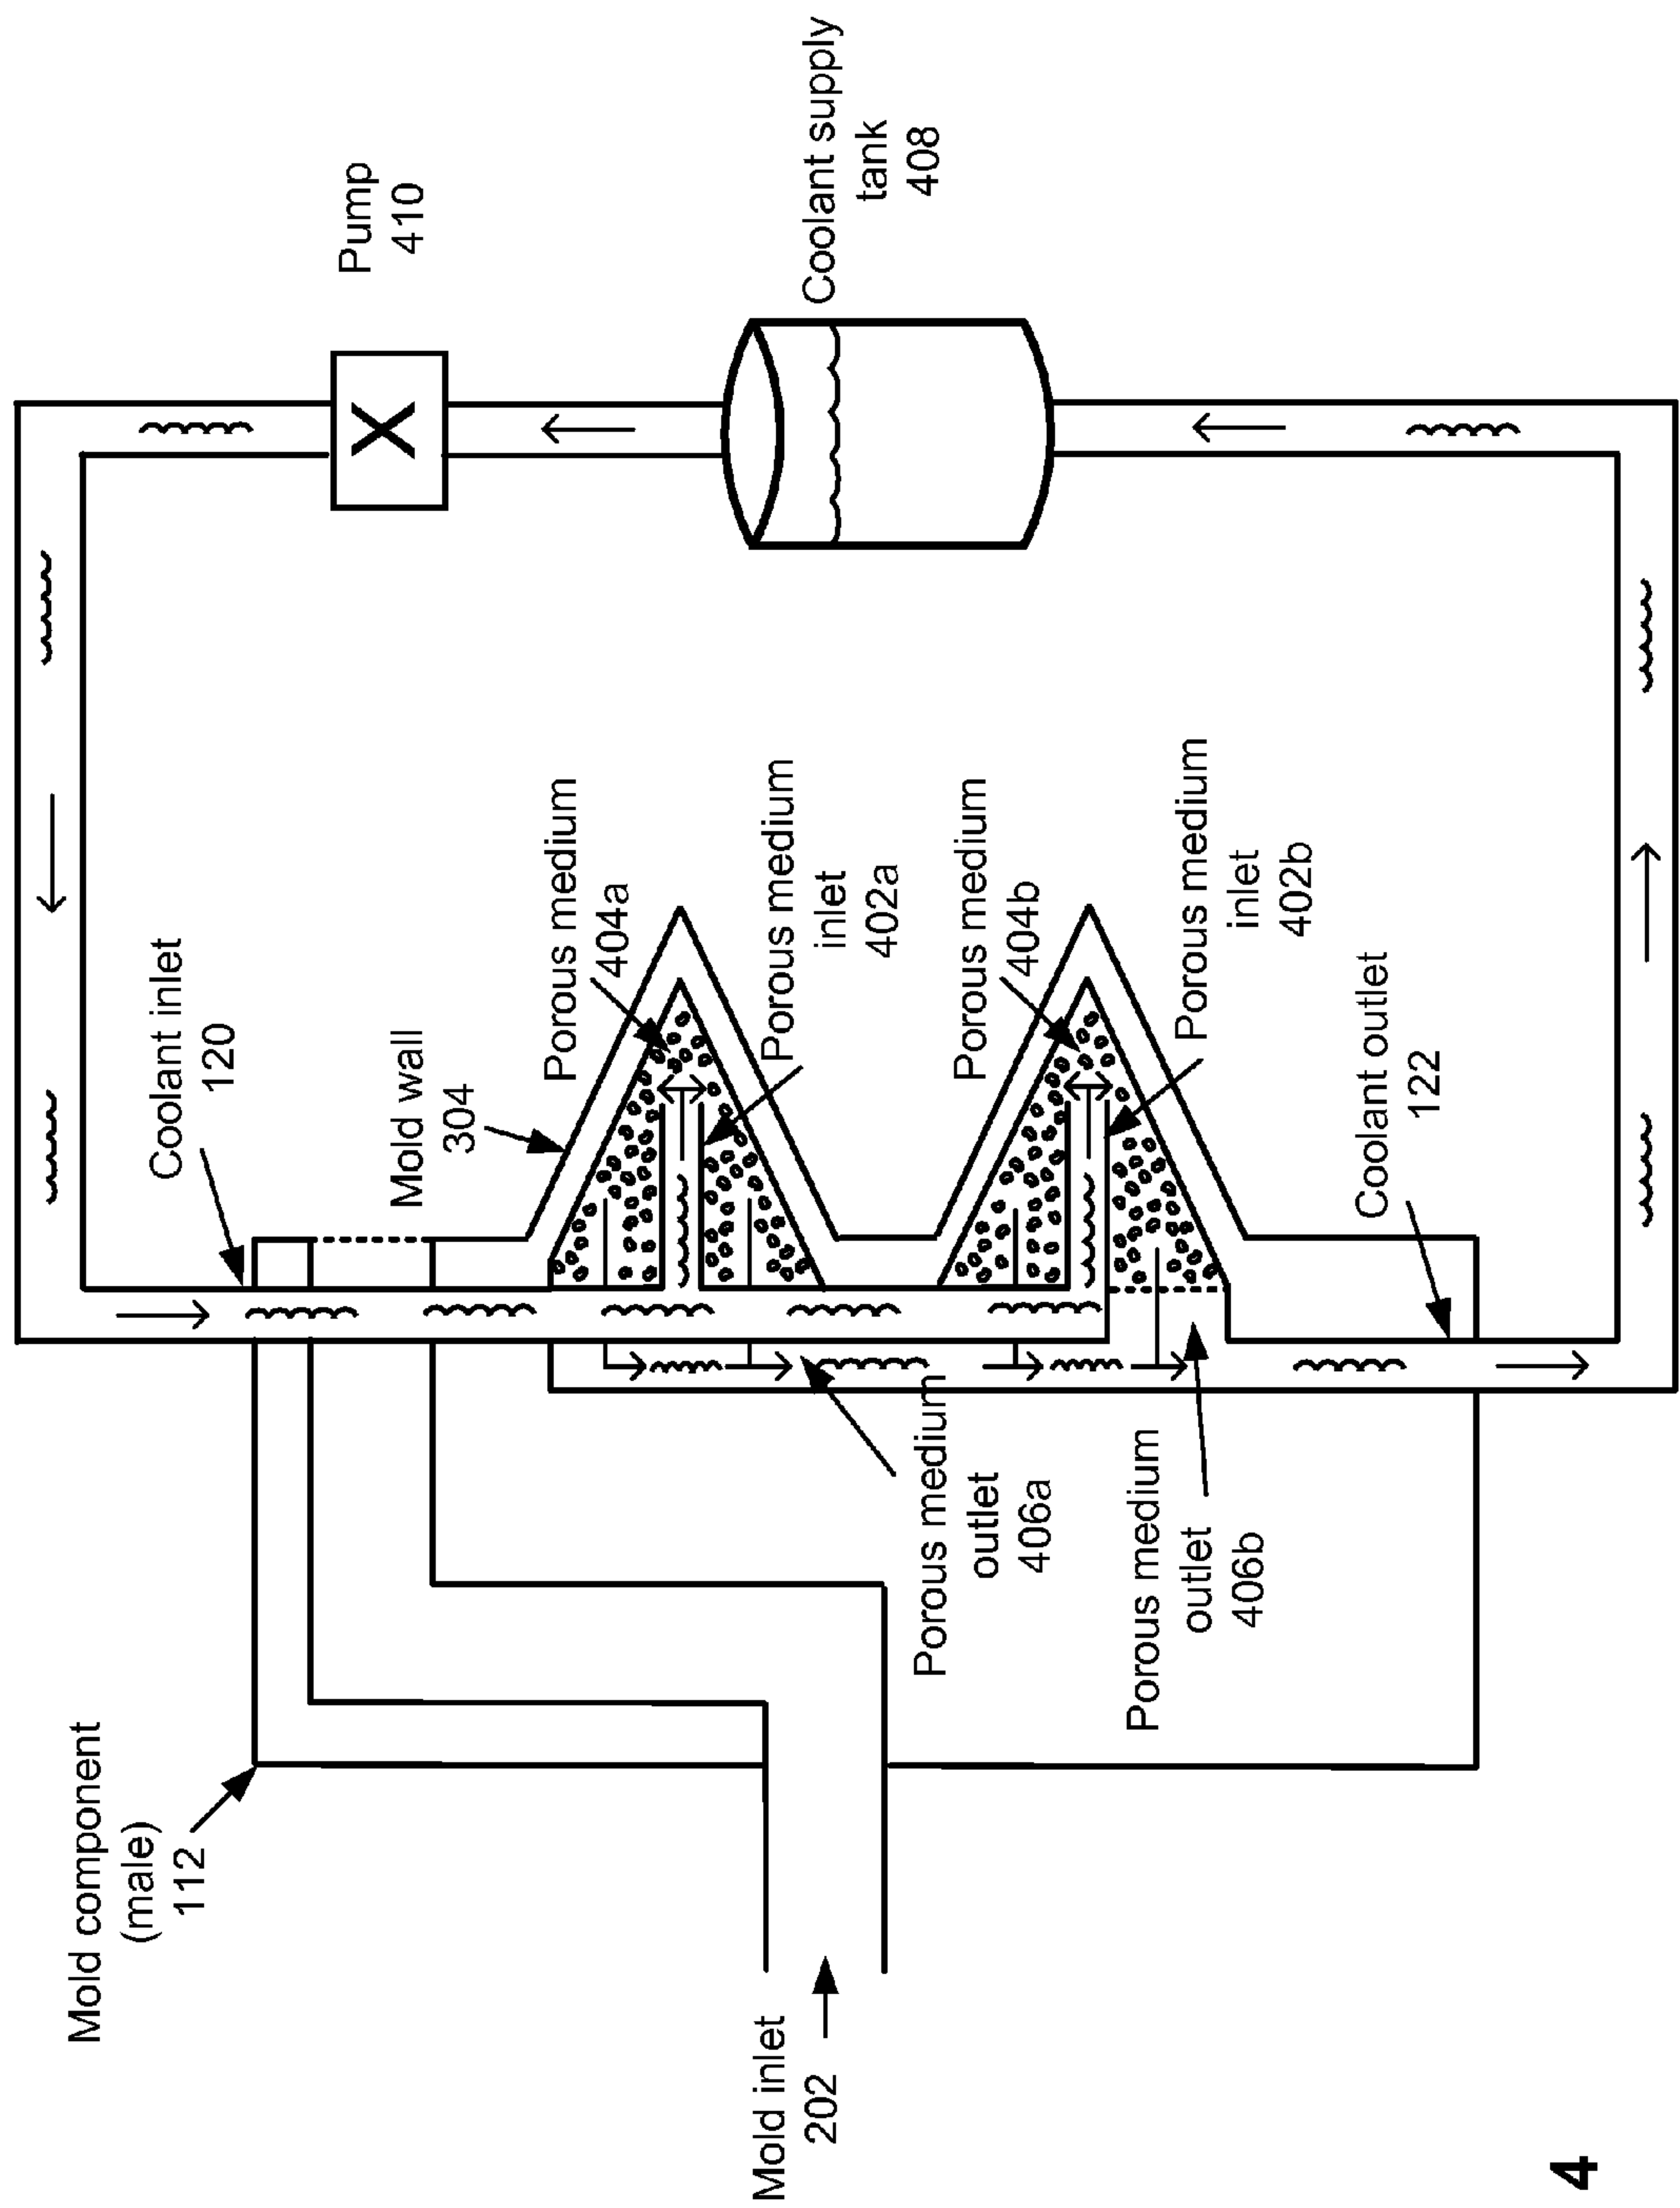 Mold component
(male)
112
Mold inlet
202
Coolant inlet
120
Mold wall
304
Porous medium
404a
Porous medium
inlet
402a
Porous medium
404b
Porous medium
inlet
402b
Coolant outlet
122
Porous medium
outlet
406a
Porous medium
outlet
406b
Pump
410
X
Coolant supply
tank
408
4